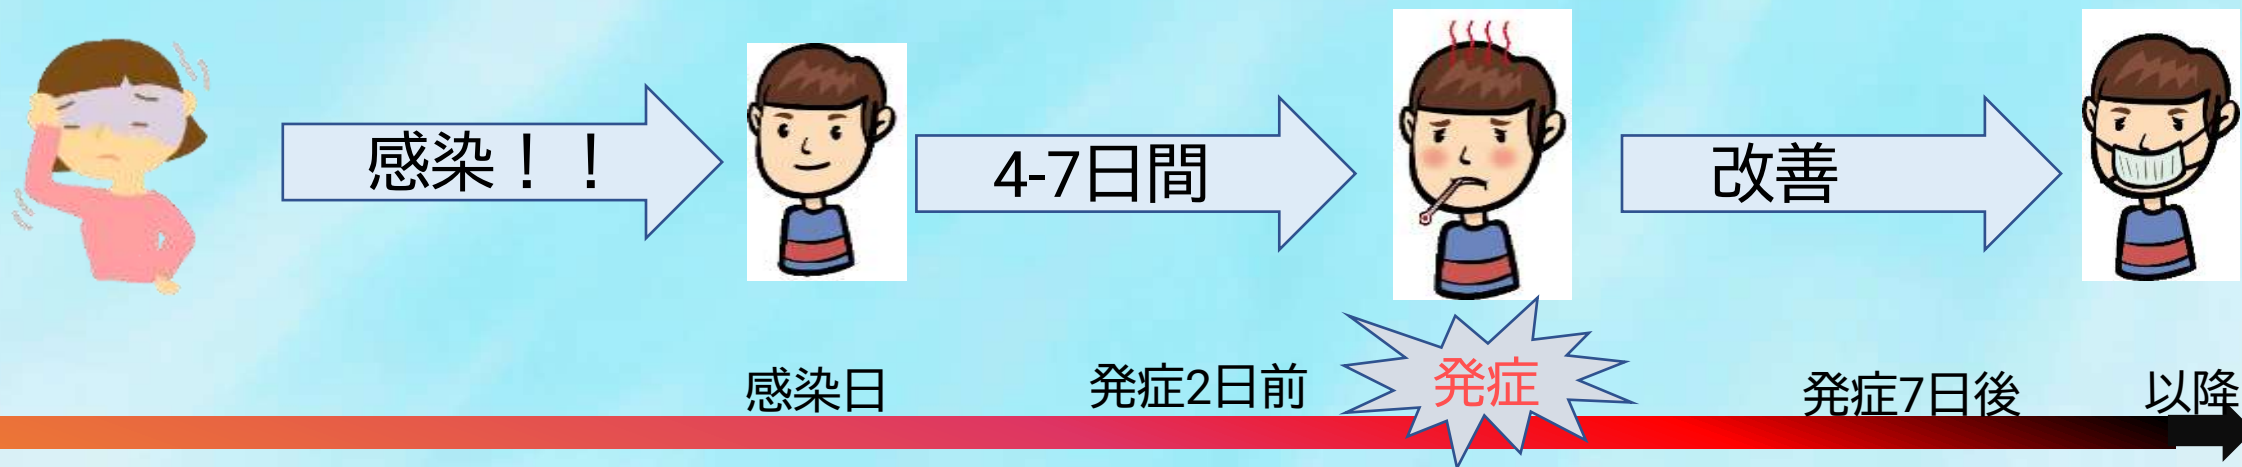 感染！！
4-7日間
改善
感染日
発症2日前
発症
発症7日後
以降